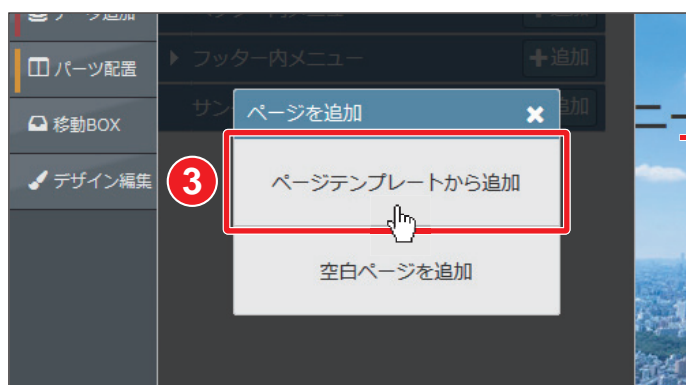 パーツ配置
移動BOX
デザイン編集
フッター内メニュー
追加
ページを追加
3
ページテンプレートから追加
空白ページを追加